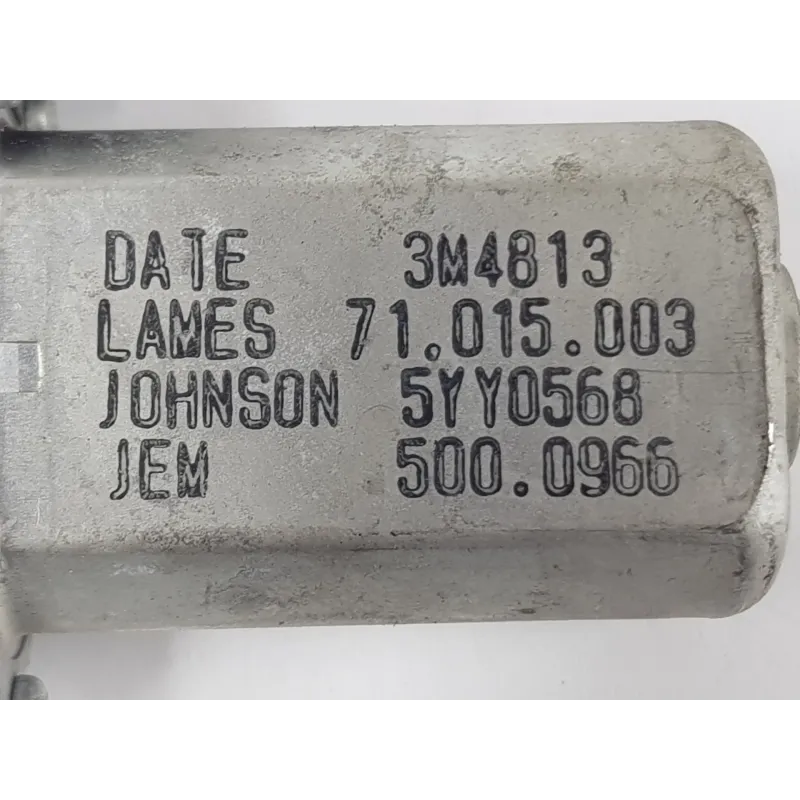 DATE 3M4813
LAMES 71.015.003
JOHNSON 5YY0568
JEM 500.0966